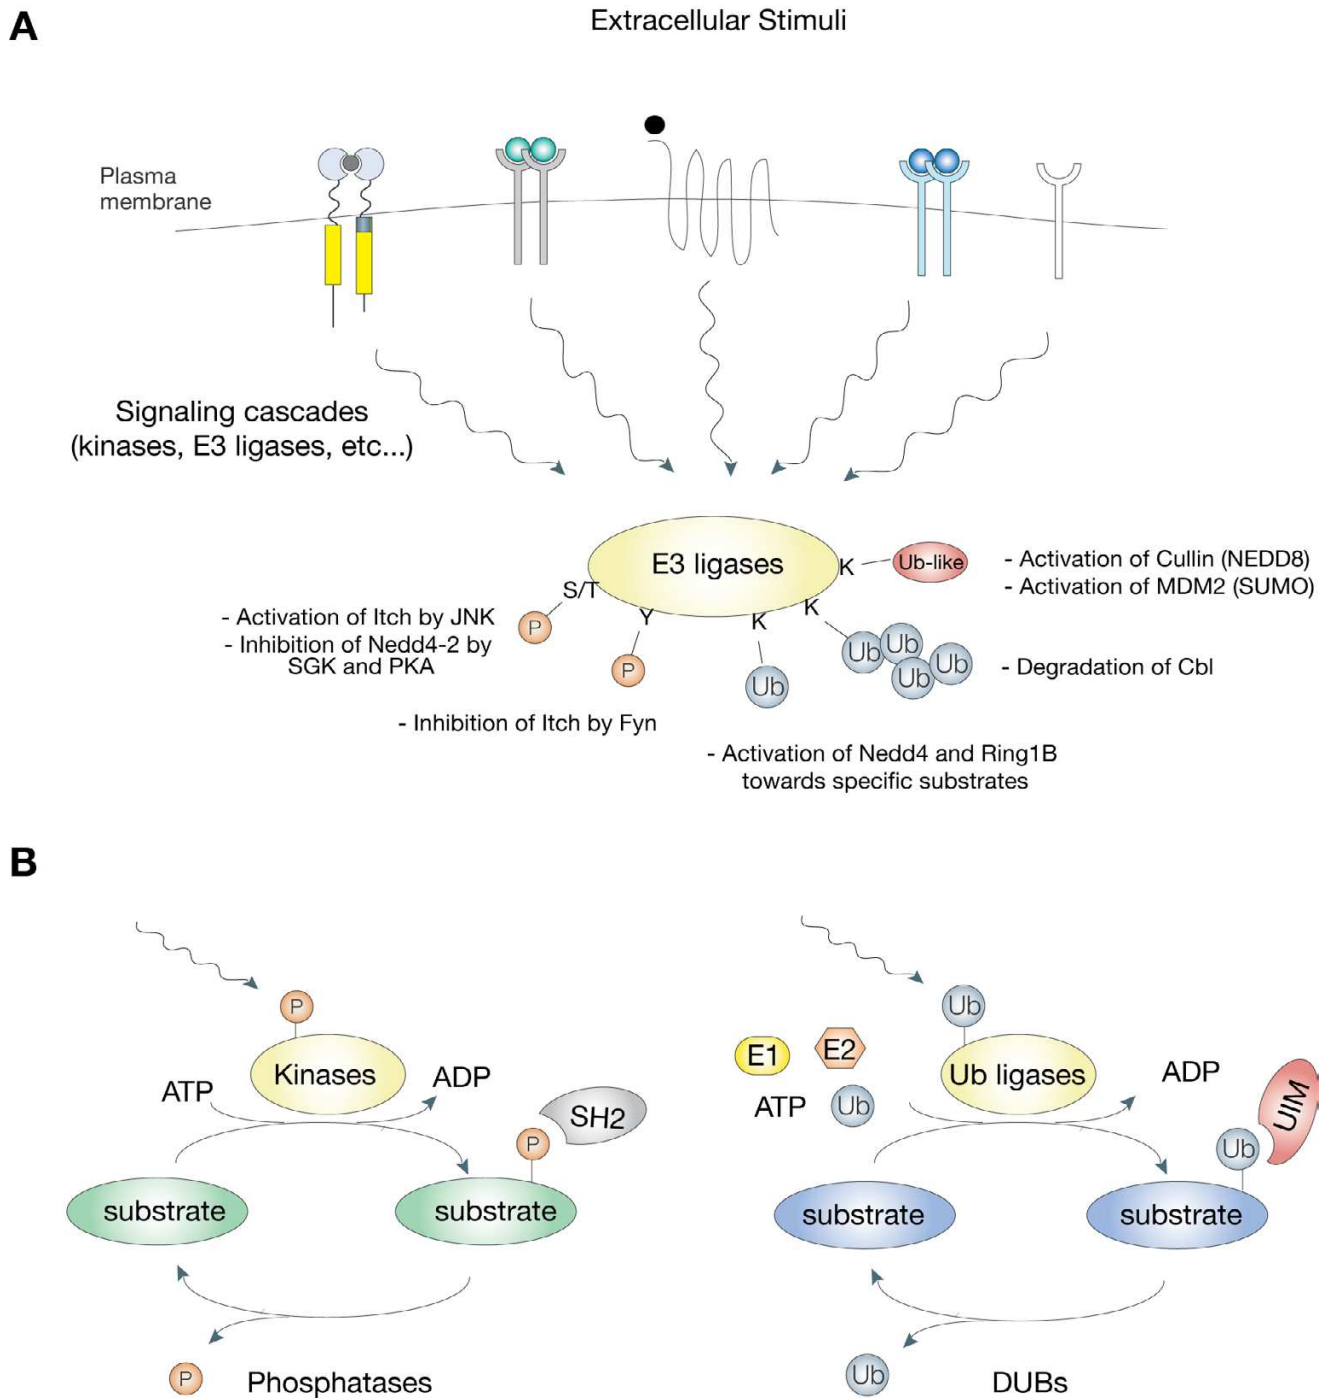 A
Extracellular Stimuli
Plasma
membrane
Signaling cascades
(kinases, E3 ligases, etc...)
E3 ligases
K
Ub-like
- Activation of Cullin (NEDD8)
- Activation of MDM2 (SUMO)
S/T
P
- Activation of Itch by JNK
- Inhibition of Nedd4-2 by
SGK and PKA
Y
P
- Inhibition of Itch by Fyn
K
Ub
- Activation of Nedd4 and Ring1B
towards specific substrates
K
Ub
Ub
Ub
Ub
- Degradation of Cbl
B
P
Kinases
ATP
ADP
SH2
P
substrate
substrate
P
Phosphatases
Ub
E1
E2
Ub ligases
ATP
Ub
ADP
UIM
Ub
substrate
substrate
Ub
DUBs